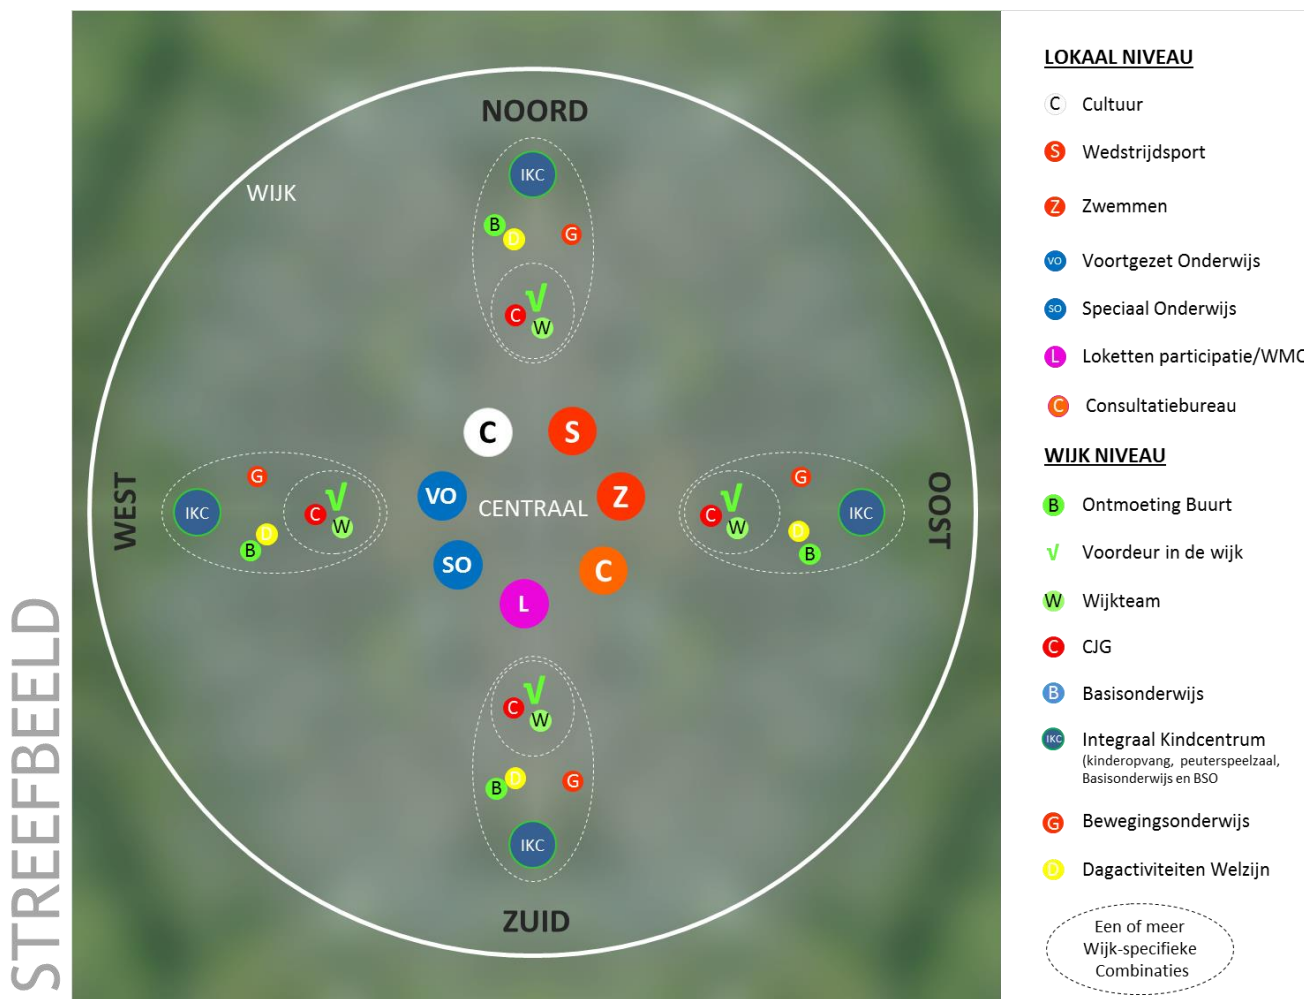 STREEFBEELD
NOORD
WIJK
IKC
B
D
G
√
C
W
C
S
WEST
G
IKC
C
√
W
D
B
VO
CENTRAAL
Z
SO
C
L
C
√
W
G
D
B
IKC
OOST
√
C
W
D
B
G
IKC
ZUID
LOKAAL NIVEAU
C Cultuur
S Wedstrijdsport
Z Zwemmen
VO Voortgezet Onderwijs
SO Speciaal Onderwijs
L Loketten participatie/WMO
C Consultatiebureau
WIJK NIVEAU
B Ontmoeting Buurt
√ Voordeur in de wijk
W Wijkteam
C CJG
B Basisonderwijs
IKC Integraal Kindcentrum
(kinderopvang, peuterspeelzaal,
Basisonderwijs en BSO
G Bewegingsonderwijs
D Dagactiviteiten Welzijn
Een of meer
Wijk-specifieke
Combinaties